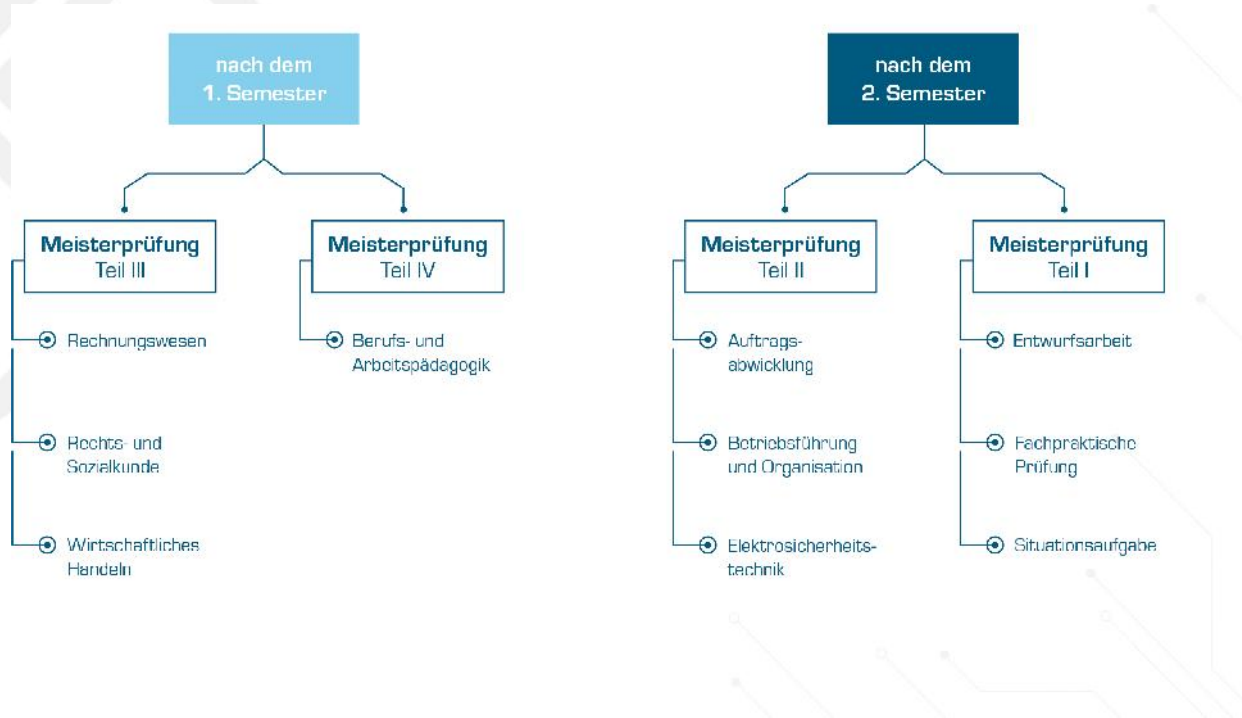 nach dem
1. Semester
Meisterprüfung
Teil III
Rechnungswesen
Rechts- und
Sozialkunde
Wirtschaftliches
Handeln
Meisterprüfung
Teil IV
Berufs- und
Arbeitspädagogik
nach dem
2. Semester
Meisterprüfung
Teil II
Auftrags-
abwicklung
Betriebsführung
und Organisation
Elektrosicherheits-
technik
Meisterprüfung
Teil I
Entwurfsarbeit
Fachpraktische
Prüfung
Situationsaufgabe